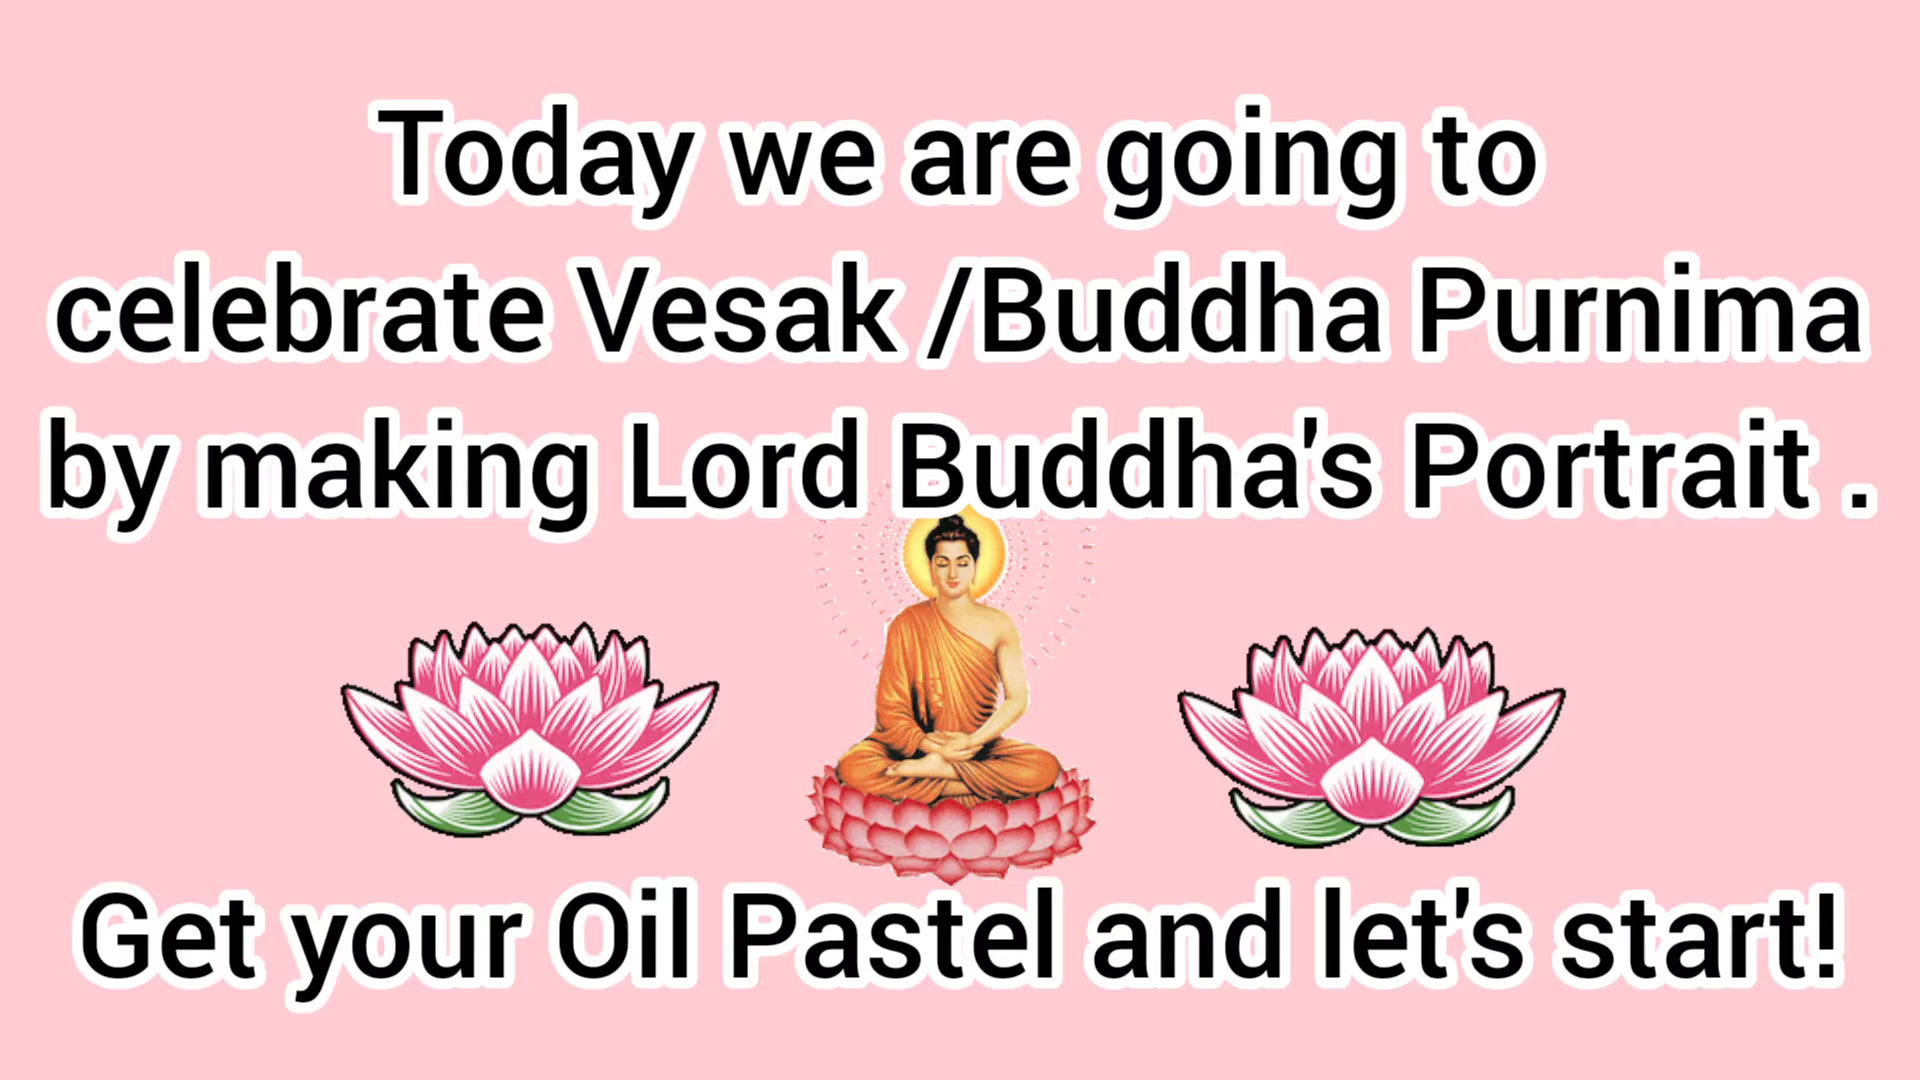 Today we are going to
celebrate Vesak /Buddha Purnima
by making Lord Buddha's Portrait .
Get your Oil Pastel and let's start!